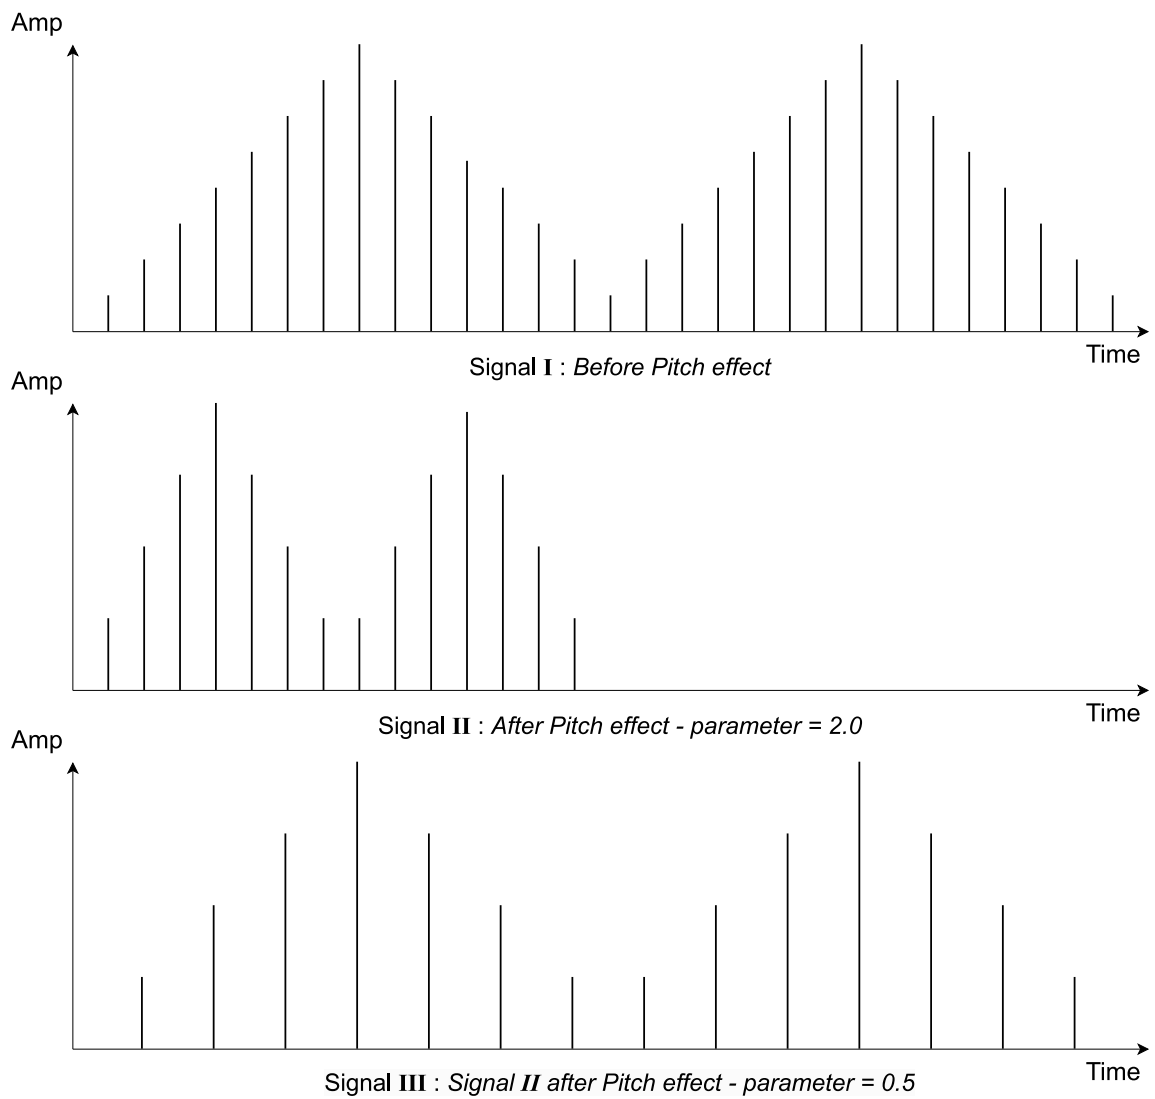 Amp
Time
Signal I : Before Pitch effect
Amp
Time
Signal II : After Pitch effect - parameter = 2.0
Amp
Time
Signal III : Signal II after Pitch effect - parameter = 0.5